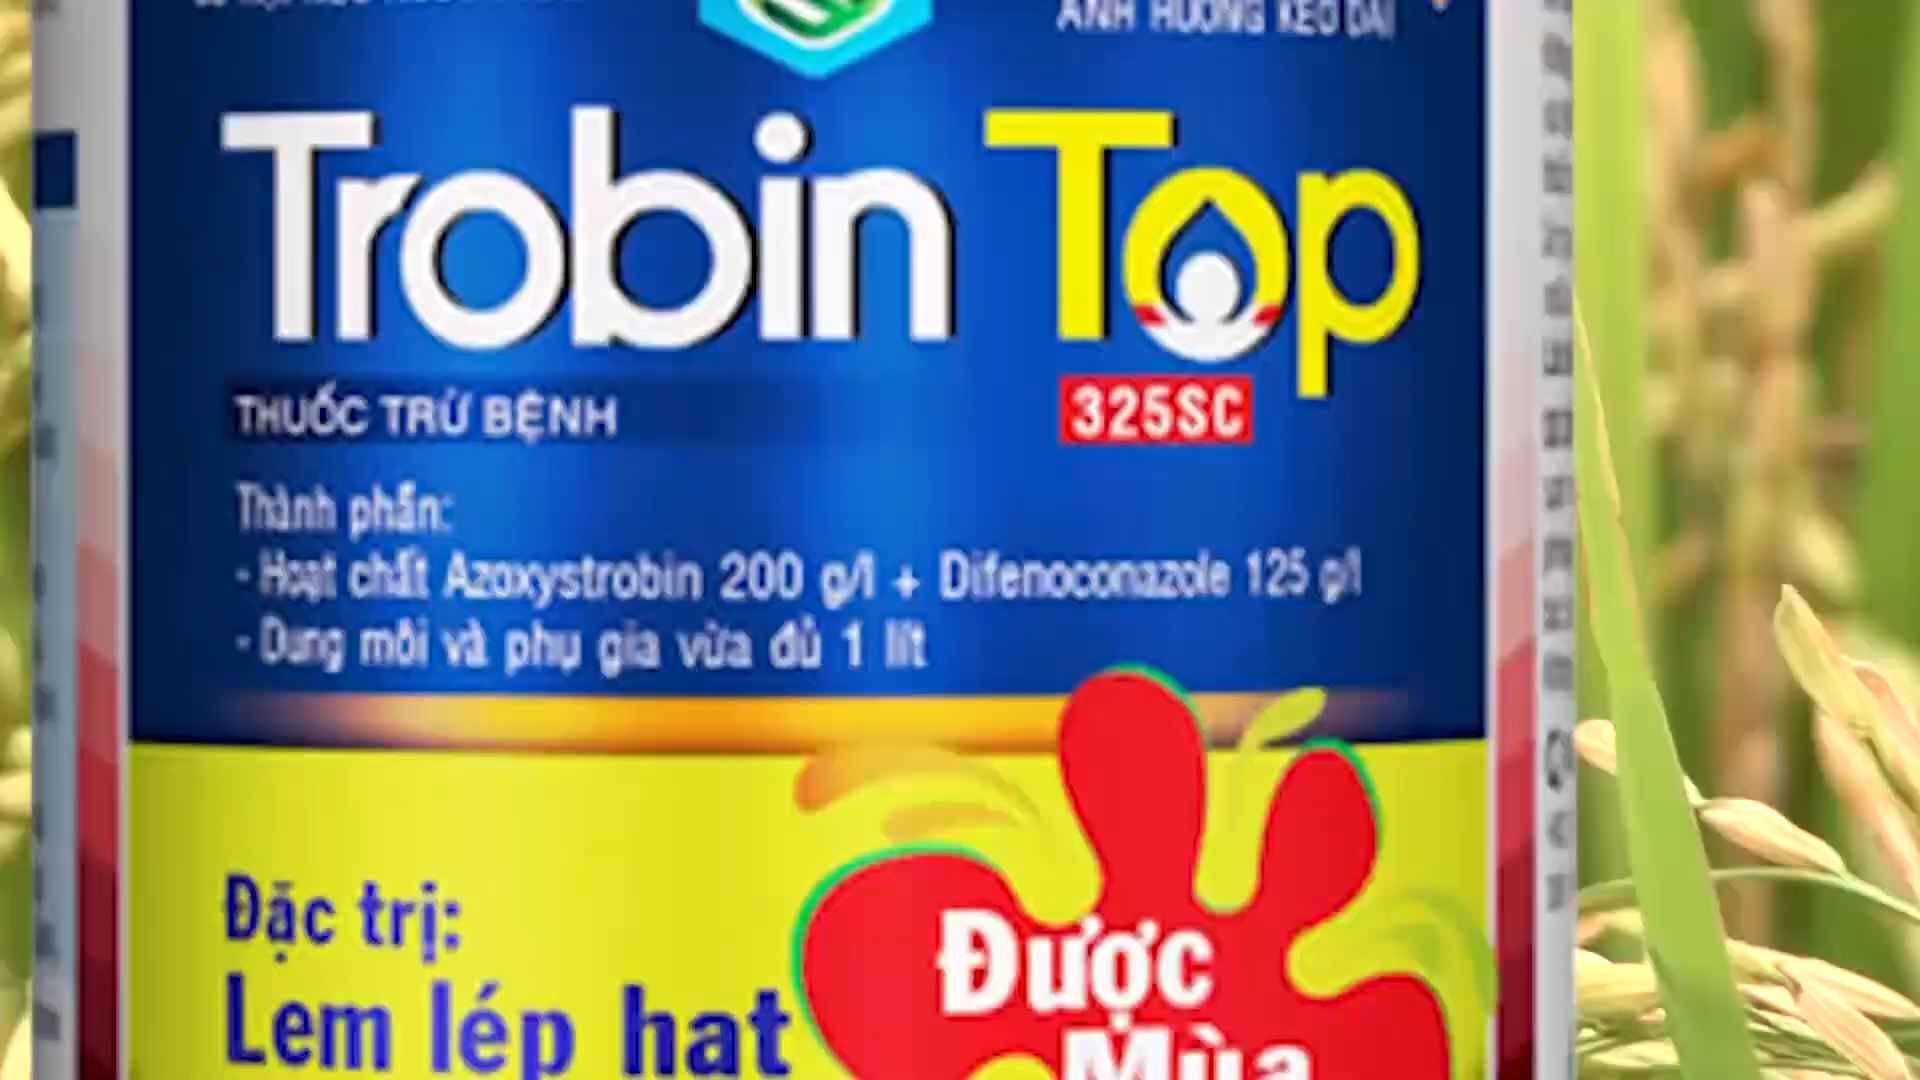 ẢNH HƯỞNG KÉO DÀI
Trobin Top
THUỐC TRỪ BỆNH
325SC
Thành phần:
- Hoạt chất Azoxystrobin 200 g/l + Difenoconazole 125 g/l
- Dung môi và phụ gia vừa đủ 1 lít
Đặc trị:
Lem lép hạt
Được
Mùa